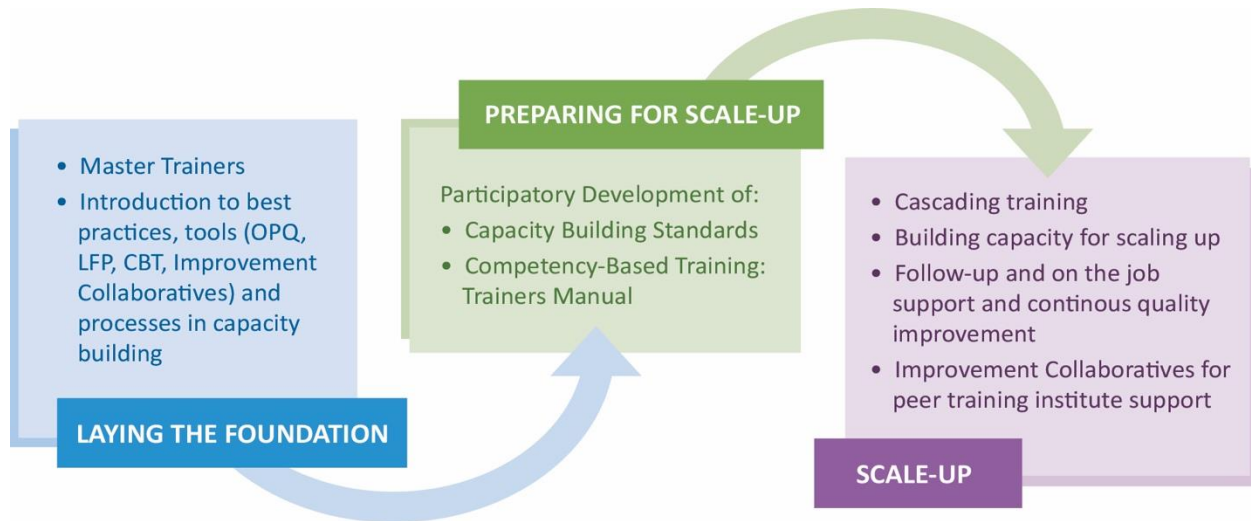 • Master Trainers
• Introduction to best
practices, tools (OPQ,
LFP, CBT, Improvement
Collaboratives) and
processes in capacity
building
LAYING THE FOUNDATION
PREPARING FOR SCALE-UP
Participatory Development of:
• Capacity Building Standards
• Competency-Based Training:
Trainers Manual
• Cascading training
• Building capacity for scaling up
• Follow-up and on the job
support and continous quality
improvement
• Improvement Collaboratives for
peer training institute support
SCALE-UP